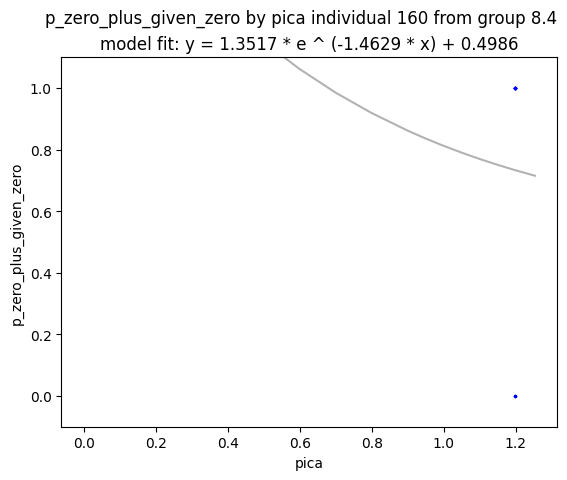 p_zero_plus_given_zero by pica individual 160 from group 8.4
model fit: y = 1.3517 * e ^ (-1.4629 * x) + 0.4986
p_zero_plus_given_zero
1.0
0.8
0.6
0.4
0.2
0.0
0.0 0.2 0.4 0.6 0.8 1.0 1.2
pica